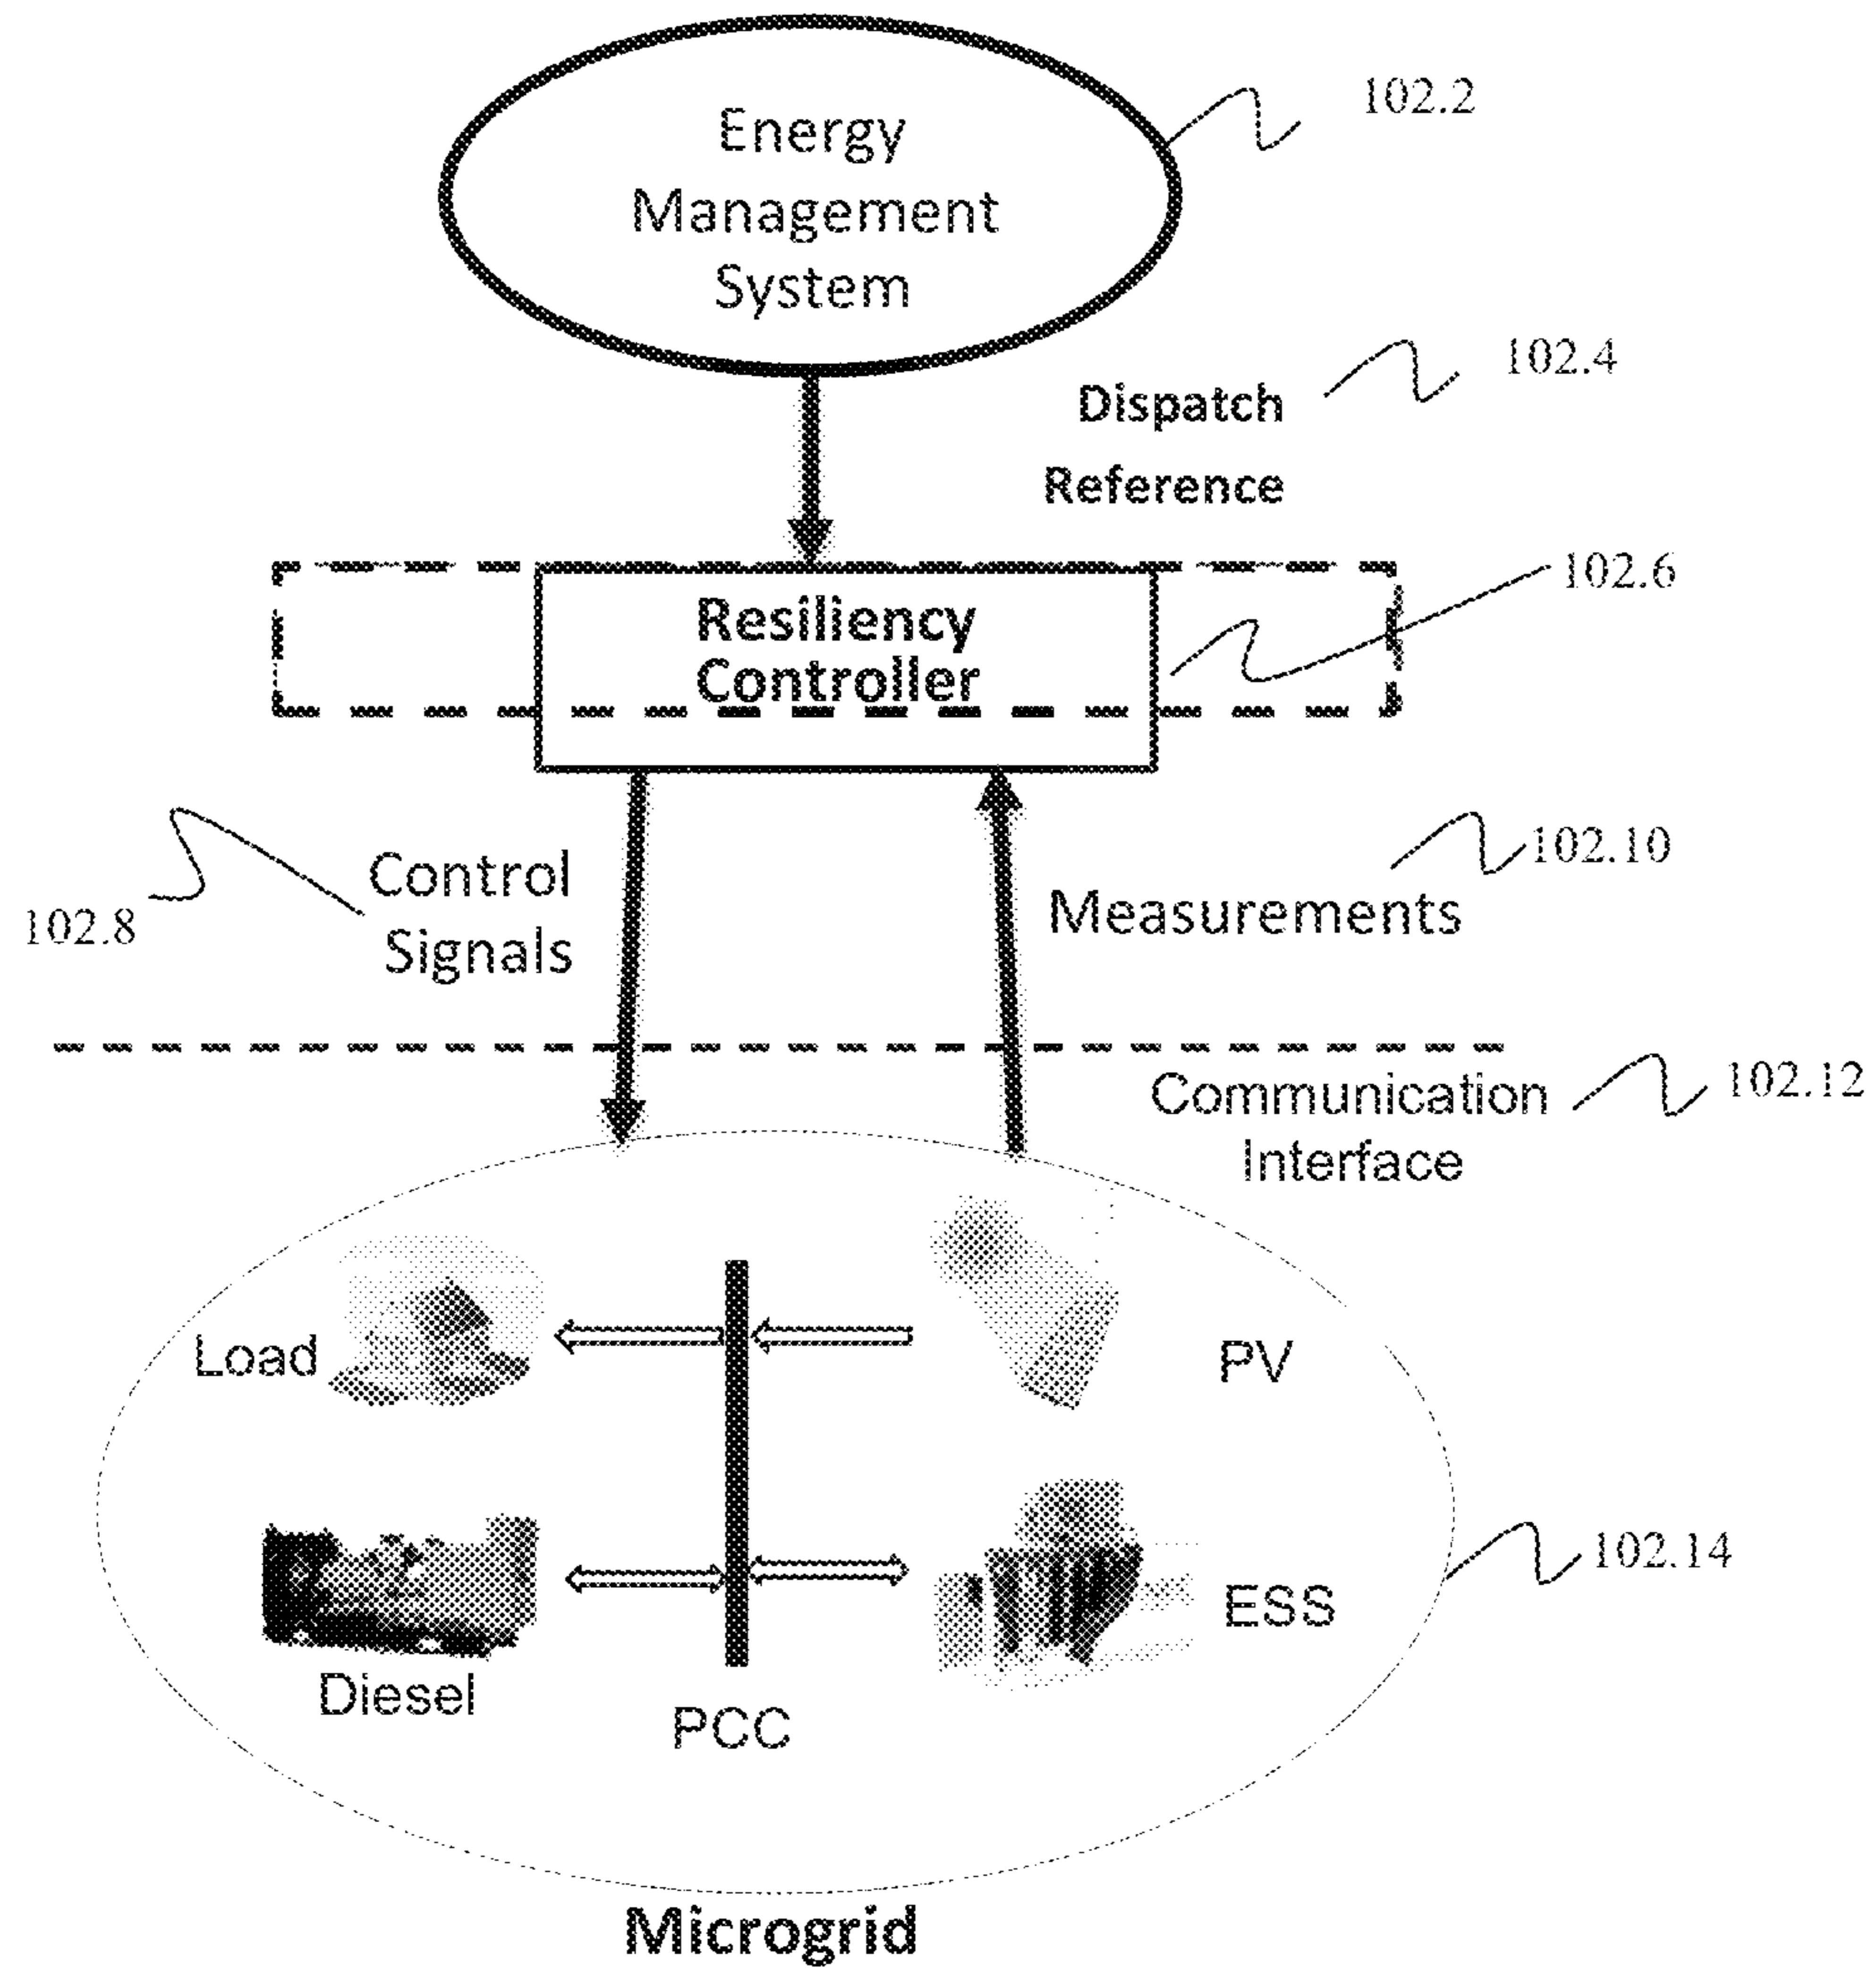 Energy
Management
System
102.2
102.4
Dispatch
Reference
102.6
Resiliency
Controller
Control
Signals
102.8
102.10
Measurements
Communication
Interface
102.12
Load
PV
Diesel
PCC
ESS
102.14
Microgrid